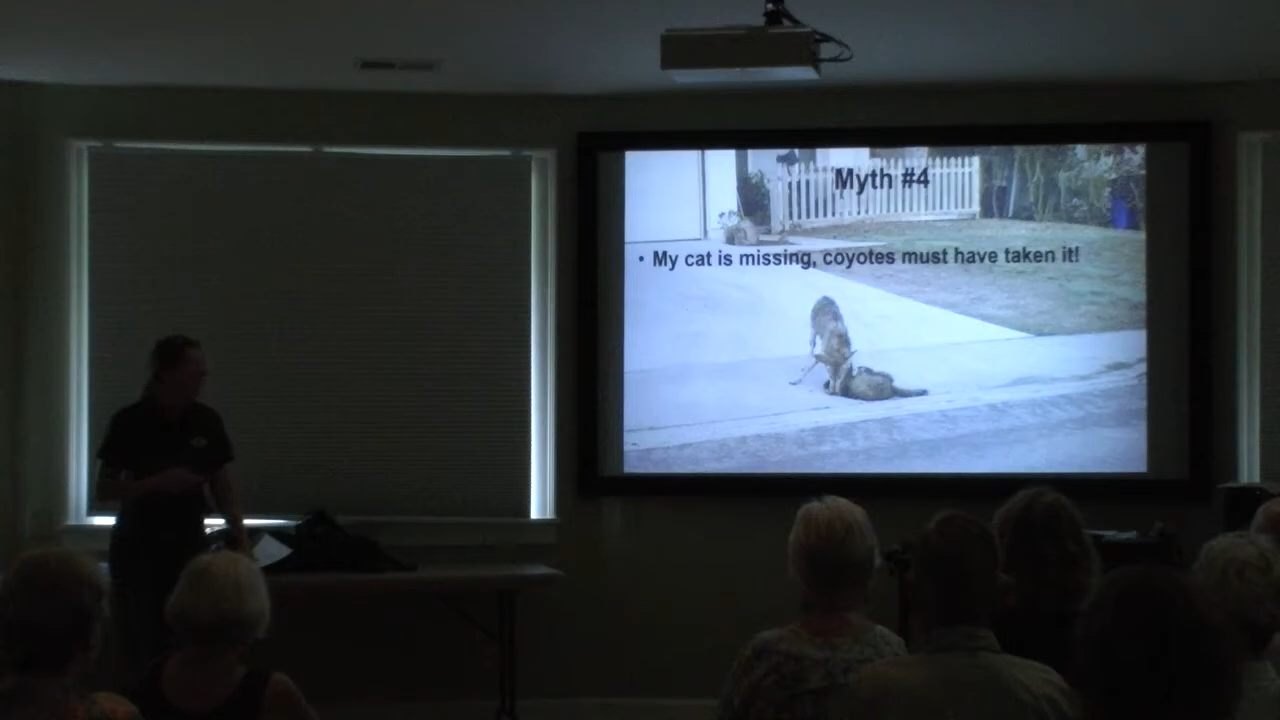 Myth #4
• My cat is missing, coyotes must have taken it!